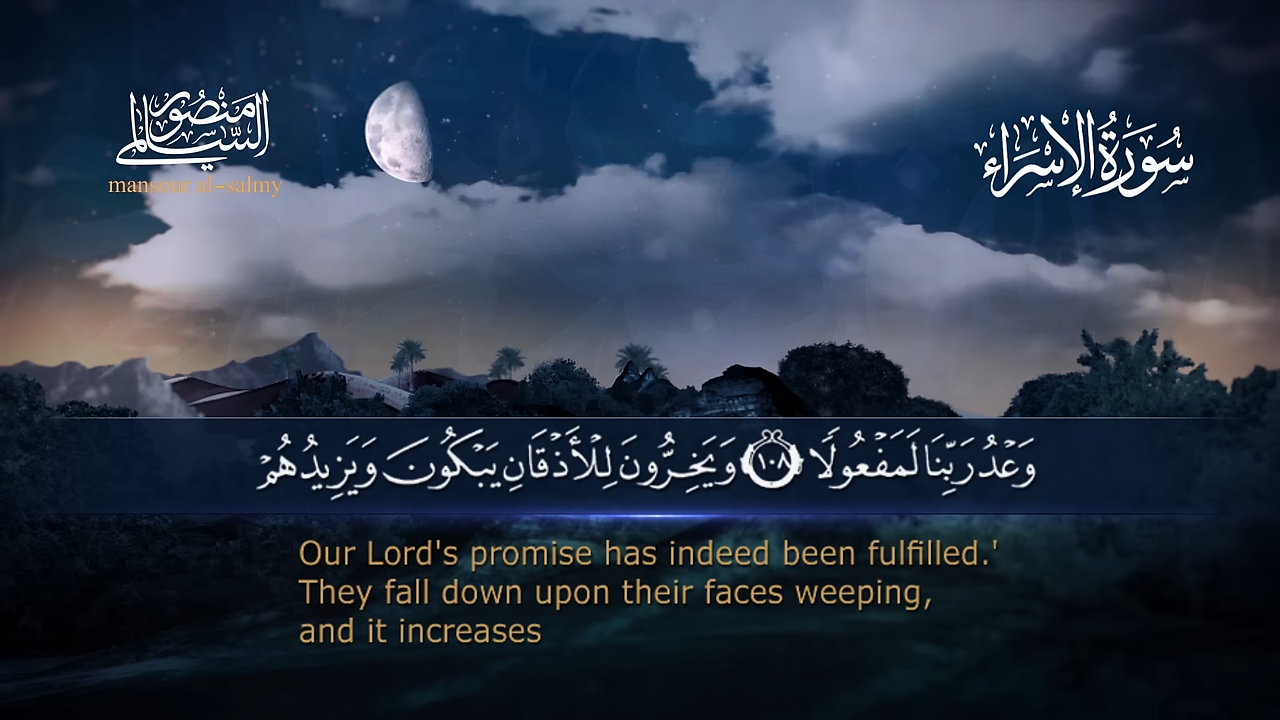 منصور السالمي
mansour al-salmy
سُورَةُ الإِسْرَاء
وَعْدُ رَبِّنَا لَمَفْعُولًا ١٠٨ وَيَخِرُّونَ لِلْأَذْقَانِ يَبْكُونَ وَيَزِيدُهُمْ
Our Lord's promise has indeed been fulfilled.'
They fall down upon their faces weeping,
and it increases